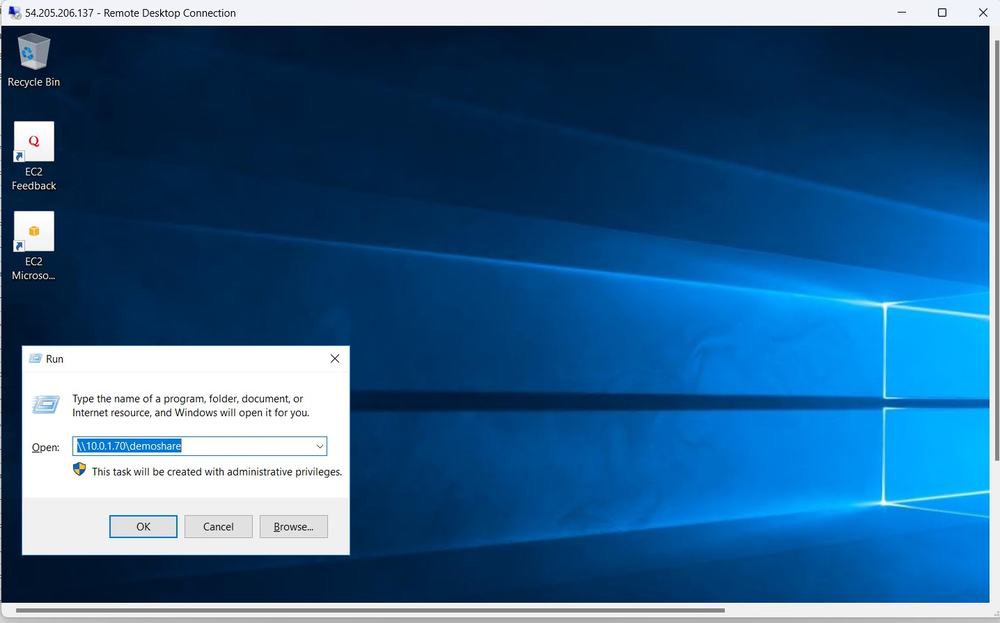 54.205.206.137 - Remote Desktop Connection
Recycle Bin
Q
EC2
Feedback
EC2
Microso...
Run
Type the name of a program, folder, document, or
Internet resource, and Windows will open it for you.
Open: \\10.0.1.70\demoshare
This task will be created with administrative privileges.
OK Cancel Browse...